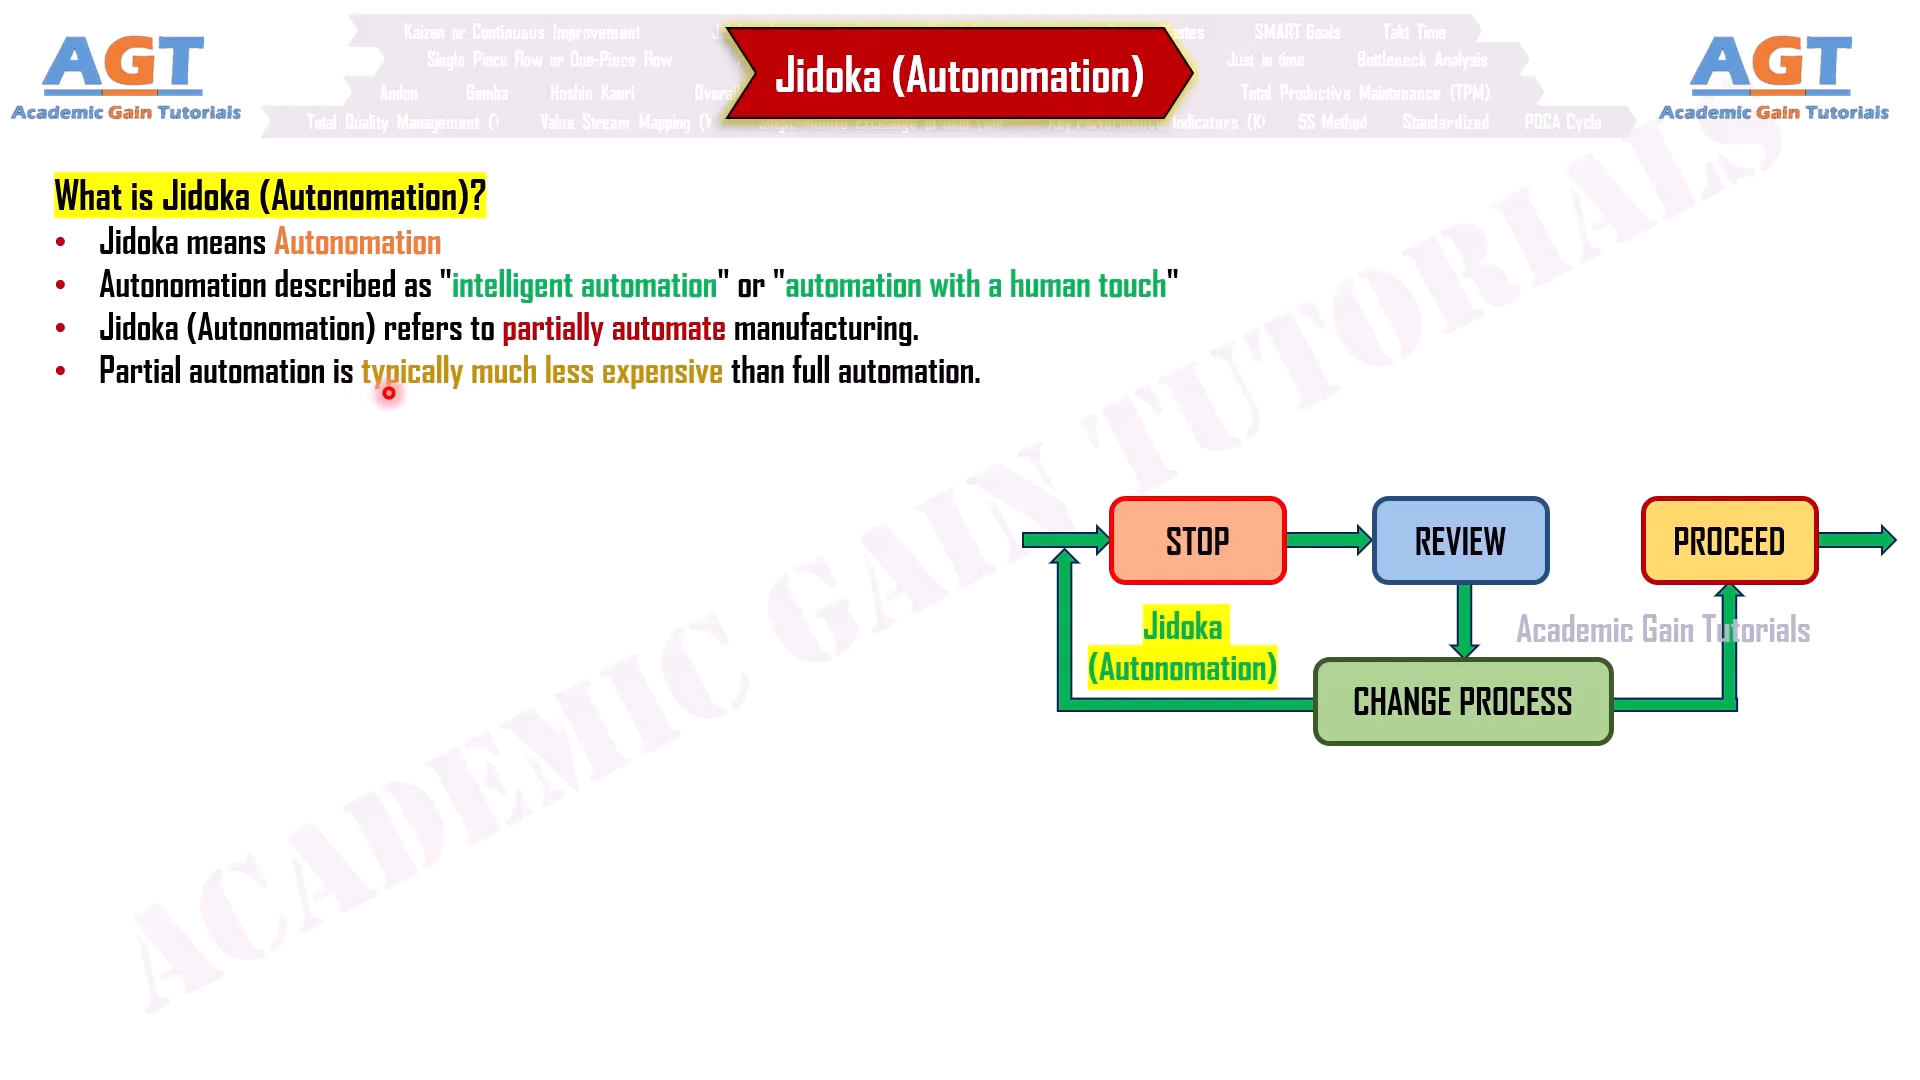 AGT
Academic Gain Tutorials
Kaizen or Continuous Improvement
SMART Goals
Takt Time
Single Piece Flow or One-Piece Flow
Just in time
Bottleneck Analysis
Andon
Gemba
Hoshin Kanri
Total Productive Maintenance (TPM)
Total Quality Management (
Value Stream Mapping (
Indicators
5S Method
Standardized
PDCA Cycle
Jidoka (Autonomation)
AGT
Academic Gain Tutorials
What is Jidoka (Autonomation)?
• Jidoka means Autonomation
• Autonomation described as "intelligent automation" or "automation with a human touch"
• Jidoka (Autonomation) refers to partially automate manufacturing.
• Partial automation is typically much less expensive than full automation.
STOP
REVIEW
PROCEED
Jidoka
(Autonomation)
Academic Gain Tutorials
CHANGE PROCESS
ACADEMIC GAIN TUTORIALS